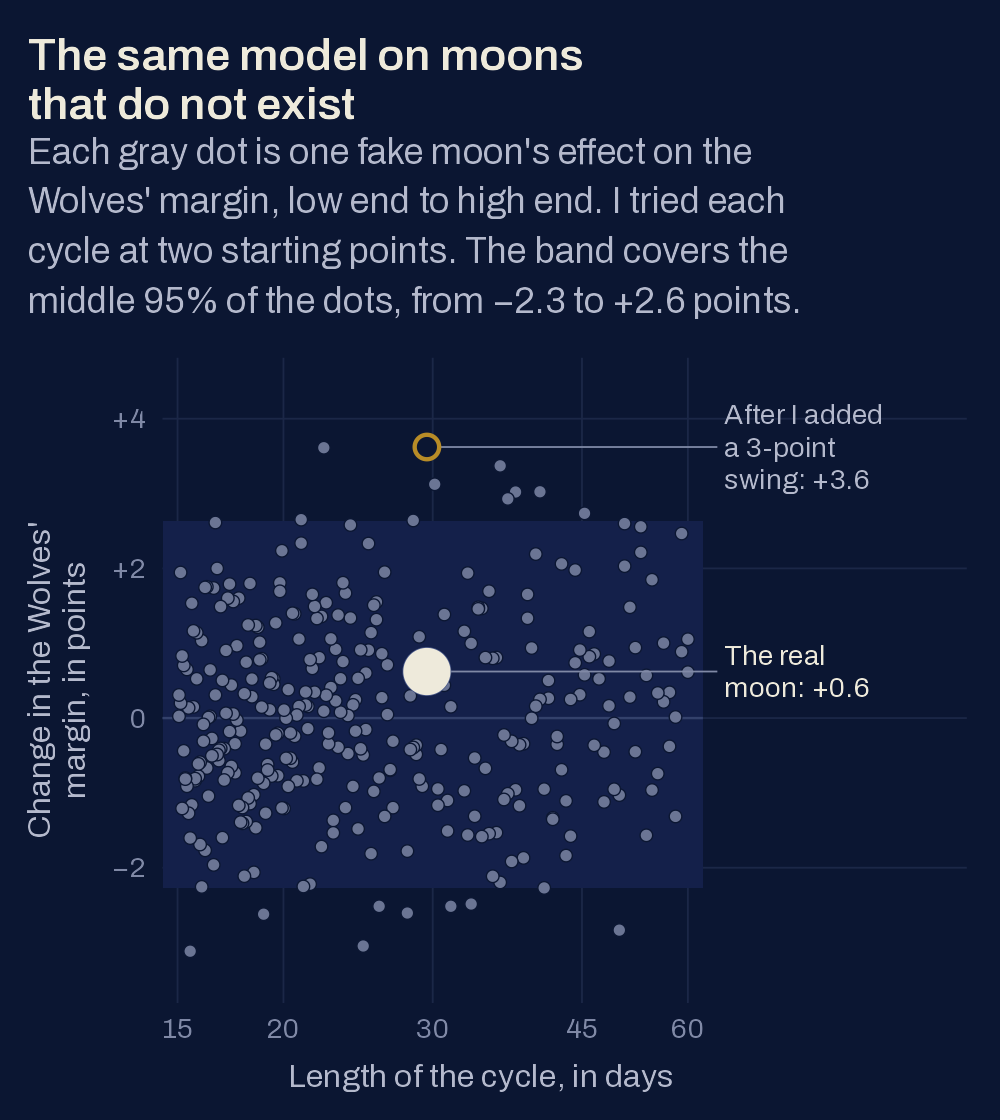 The same model on moons
that do not exist
Each gray dot is one fake moon's effect on the
Wolves' margin, low end to high end. I tried each
cycle at two starting points. The band covers the
middle 95% of the dots, from −2.3 to +2.6 points.
+4
After I added
a 3-point
swing: +3.6
Change in the Wolves'
margin, in points
+2
The real
moon: +0.6
0
−2
15 20 30 45 60
Length of the cycle, in days